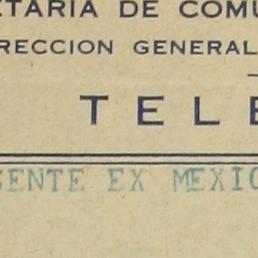 ETARIA DE COMU
RECCION GENERAL
TELE
GENTE EX MEXIC